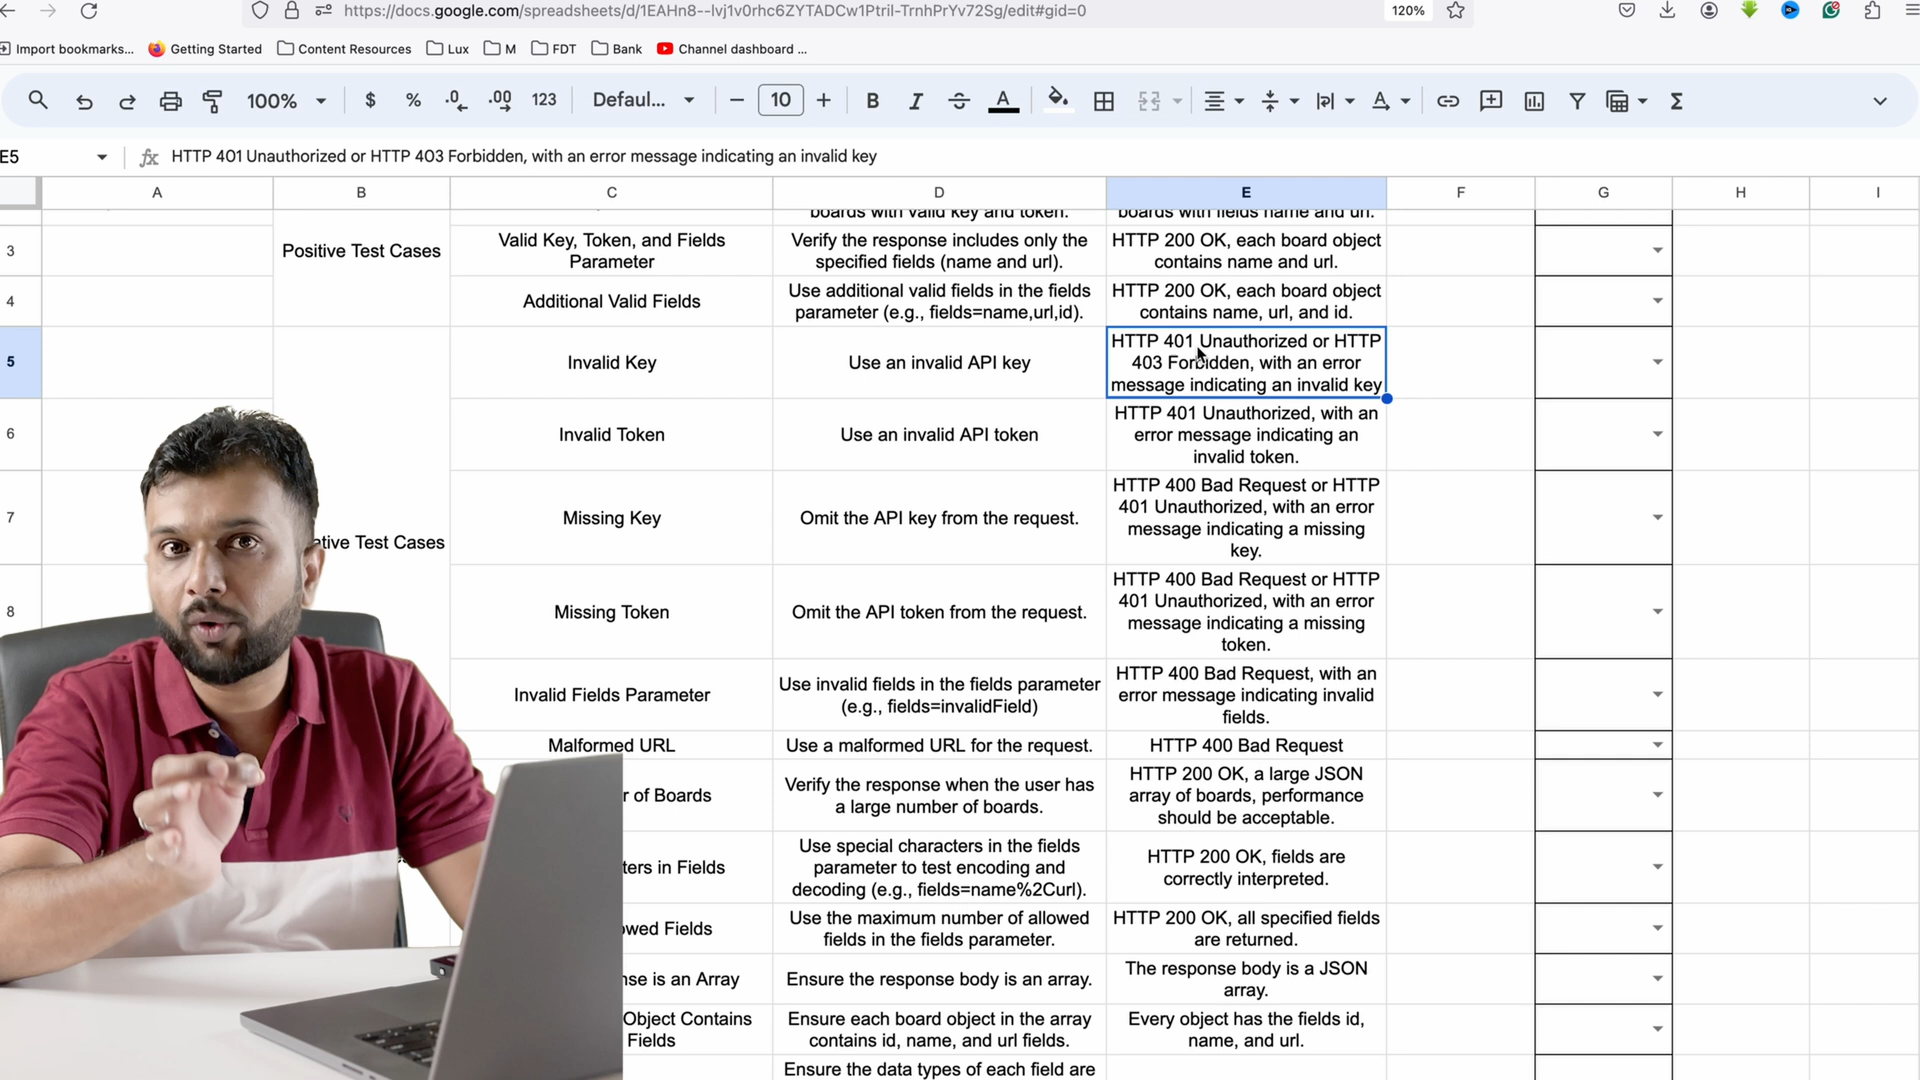 https://docs.google.com/spreadsheets/d/1EAHn8--lvj1v0rhc6ZYTADCw1Ptril-TrnhPrYv72Sg/edit#gid=0
120%
Import bookmarks...
Getting Started
Content Resources
Lux
M
FDT
Bank
Channel dashboard ...
100%
$
%
.0
.00
123
Defaul...
10
B
I
S
A
E5
fx
HTTP 401 Unauthorized or HTTP 403 Forbidden, with an error message indicating an invalid key
A
B
C
D
E
F
G
H
I
boards with valid key and token.
boards with fields name and url.
3
Positive Test Cases
Valid Key, Token, and Fields
Parameter
Verify the response includes only the
specified fields (name and url).
HTTP 200 OK, each board object
contains name and url.
4
Additional Valid Fields
Use additional valid fields in the fields
parameter (e.g., fields=name,url,id).
HTTP 200 OK, each board object
contains name, url, and id.
5
Invalid Key
Use an invalid API key
HTTP 401 Unauthorized or HTTP
403 Forbidden, with an error
message indicating an invalid key
6
Invalid Token
Use an invalid API token
HTTP 401 Unauthorized, with an
error message indicating an
invalid token.
7
ative Test Cases
Missing Key
Omit the API key from the request.
HTTP 400 Bad Request or HTTP
401 Unauthorized, with an error
message indicating a missing
key.
8
Missing Token
Omit the API token from the request.
HTTP 400 Bad Request or HTTP
401 Unauthorized, with an error
message indicating a missing
token.
Invalid Fields Parameter
Use invalid fields in the fields parameter
(e.g., fields=invalidField)
HTTP 400 Bad Request, with an
error message indicating invalid
fields.
Malformed URL
Use a malformed URL for the request.
HTTP 400 Bad Request
r of Boards
Verify the response when the user has
a large number of boards.
HTTP 200 OK, a large JSON
array of boards, performance
should be acceptable.
ters in Fields
Use special characters in the fields
parameter to test encoding and
decoding (e.g., fields=name%2Curl).
HTTP 200 OK, fields are
correctly interpreted.
owed Fields
Use the maximum number of allowed
fields in the fields parameter.
HTTP 200 OK, all specified fields
are returned.
nse is an Array
Ensure the response body is an array.
The response body is a JSON
array.
Object Contains
Fields
Ensure each board object in the array
contains id, name, and url fields.
Every object has the fields id,
name, and url.
Ensure the data types of each field are